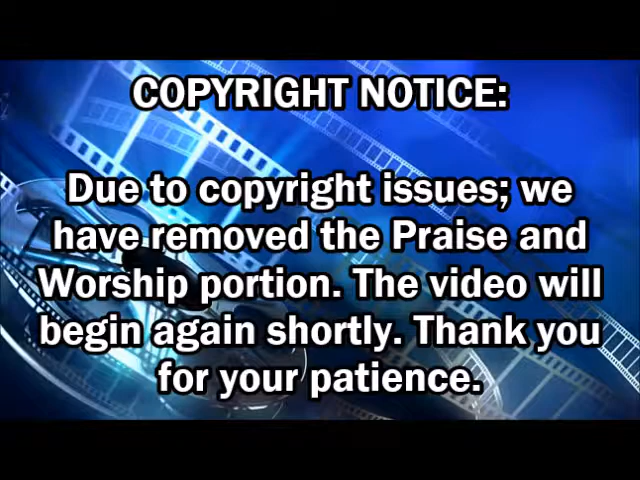 COPYRIGHT NOTICE:
Due to copyright issues; we
have removed the Praise and
Worship portion. The video will
begin again shortly. Thank you
for your patience.